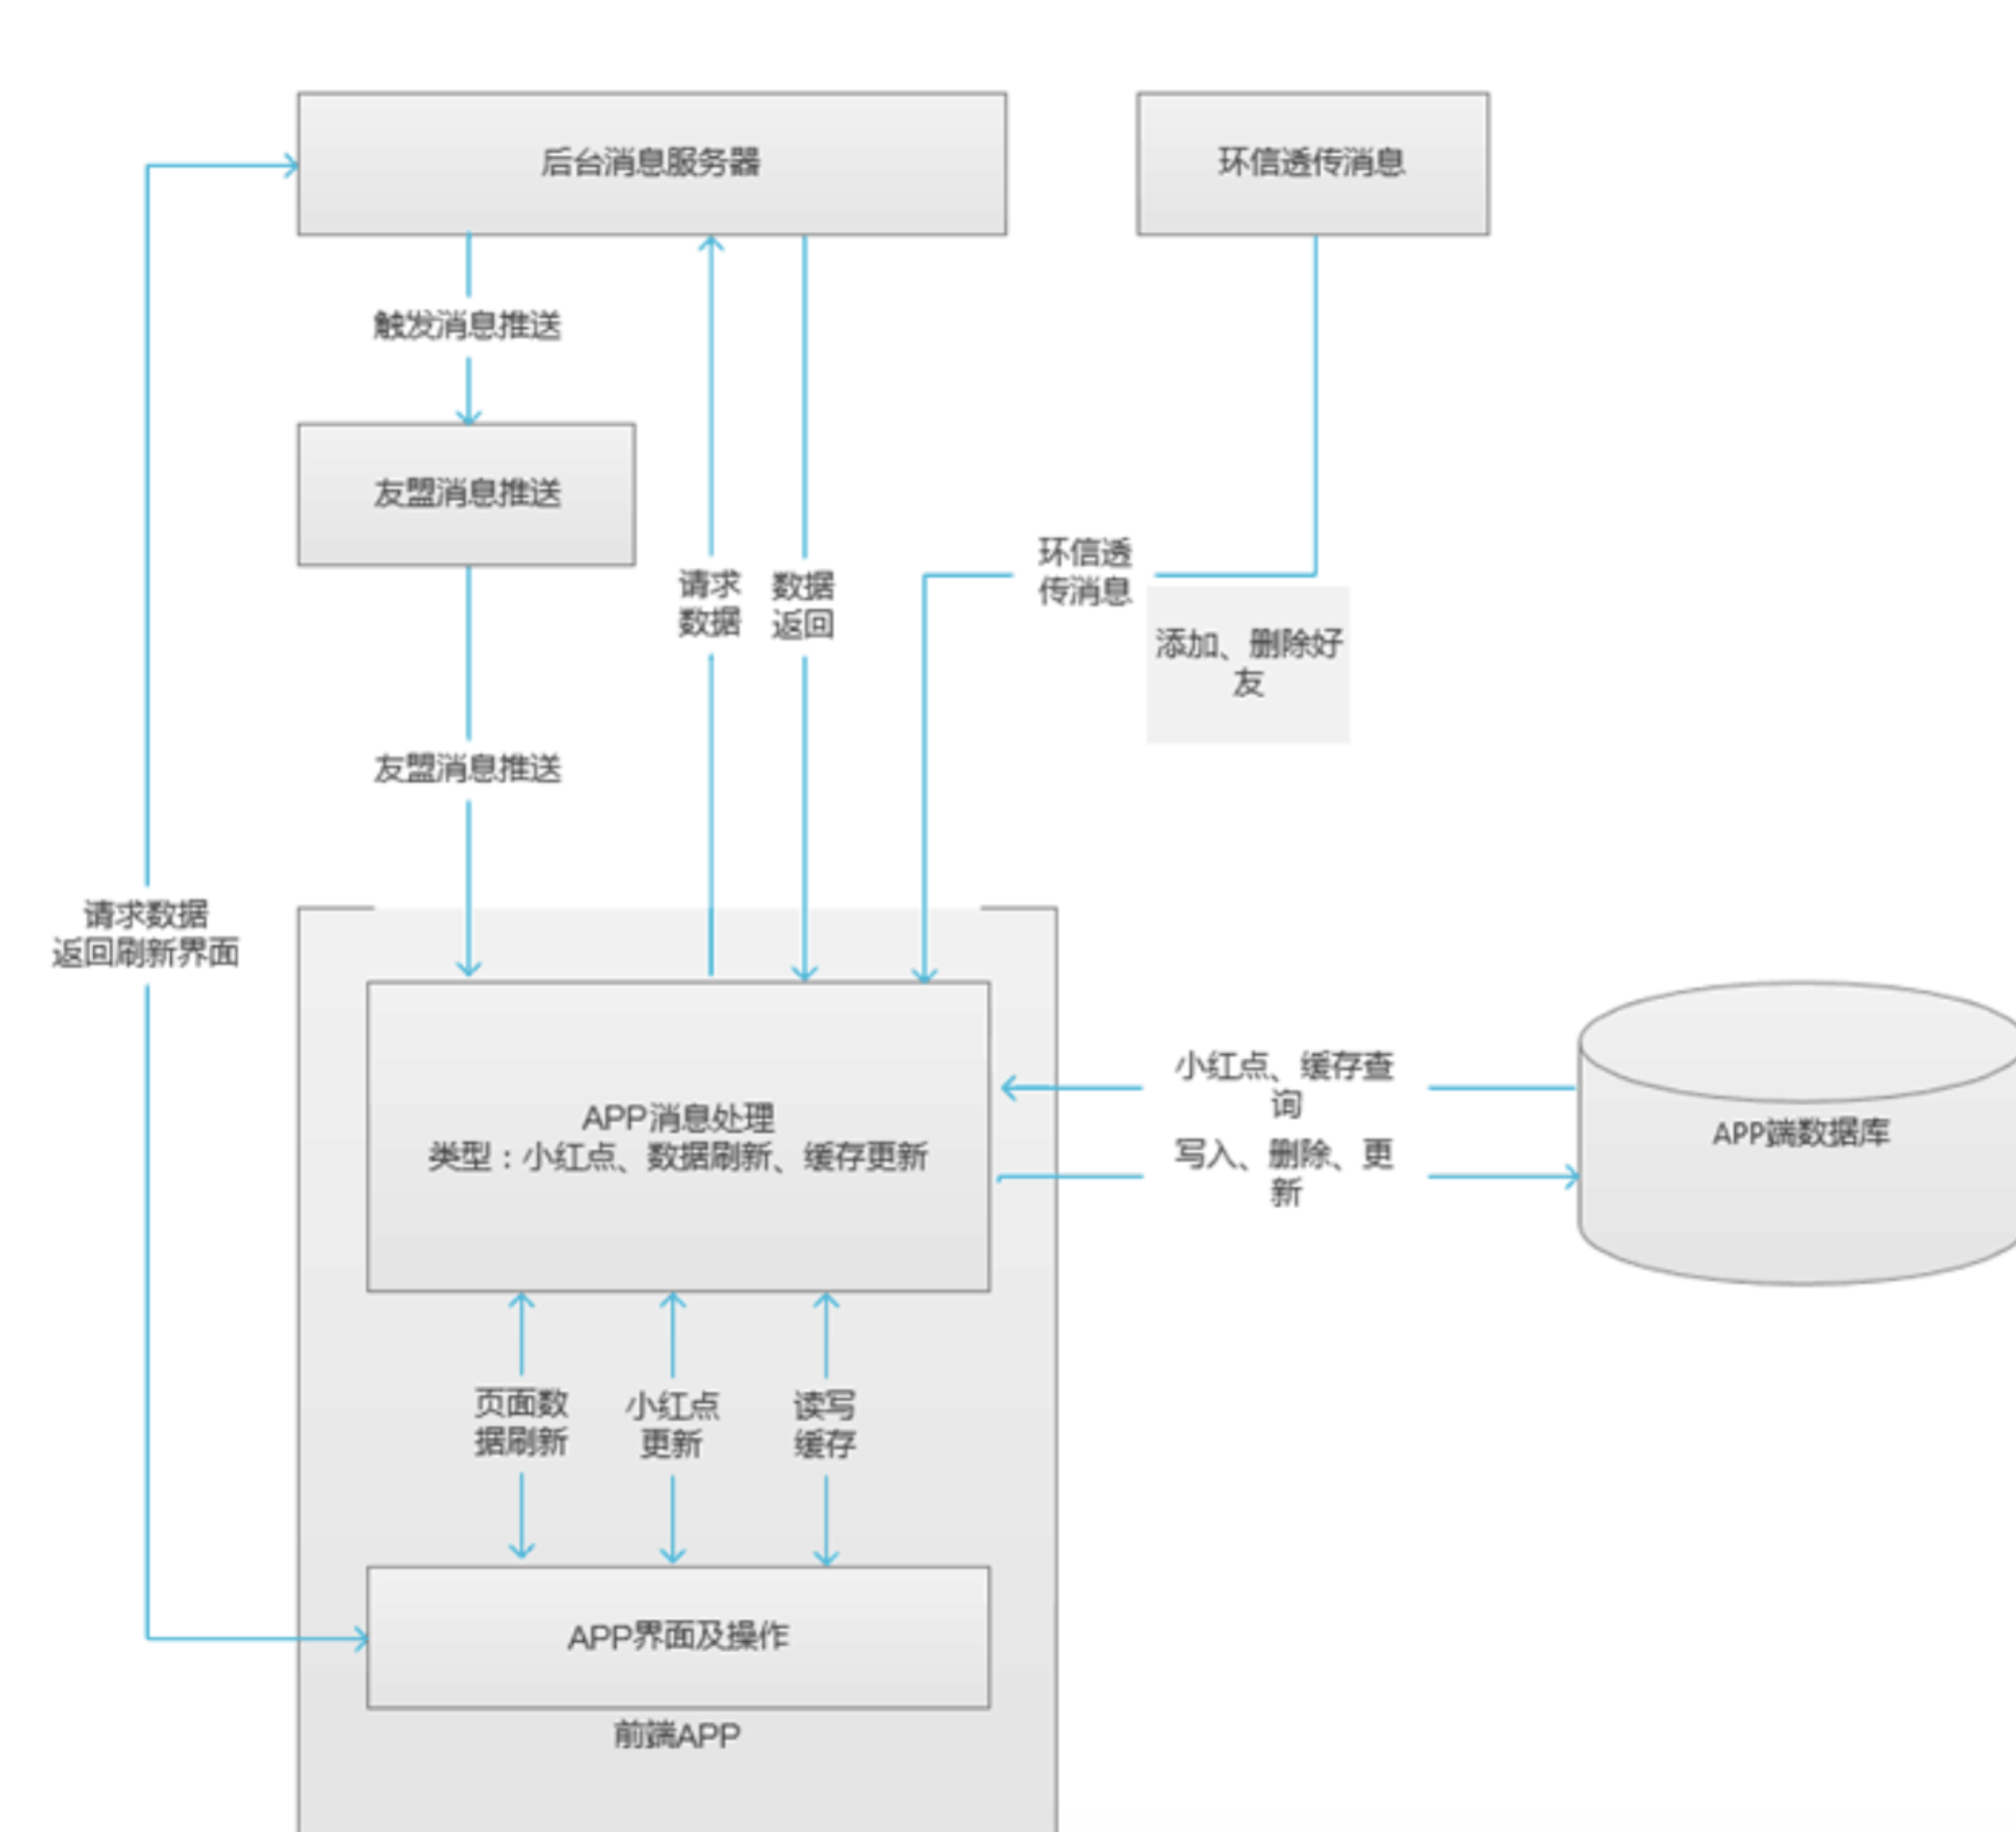 后台消息服务器
环信透传消息
触发消息推送
友盟消息推送
环信透
传消息
请求
数据
数据
返回
添加、删除好
友
友盟消息推送
请求数据
返回刷新界面
小红点、缓存查
询
APP消息处理
类型：小红点、数据刷新、缓存更新
写入、删除、更
新
APP端数据库
页面数
据刷新
小红点
更新
读写
缓存
APP界面及操作
前端APP